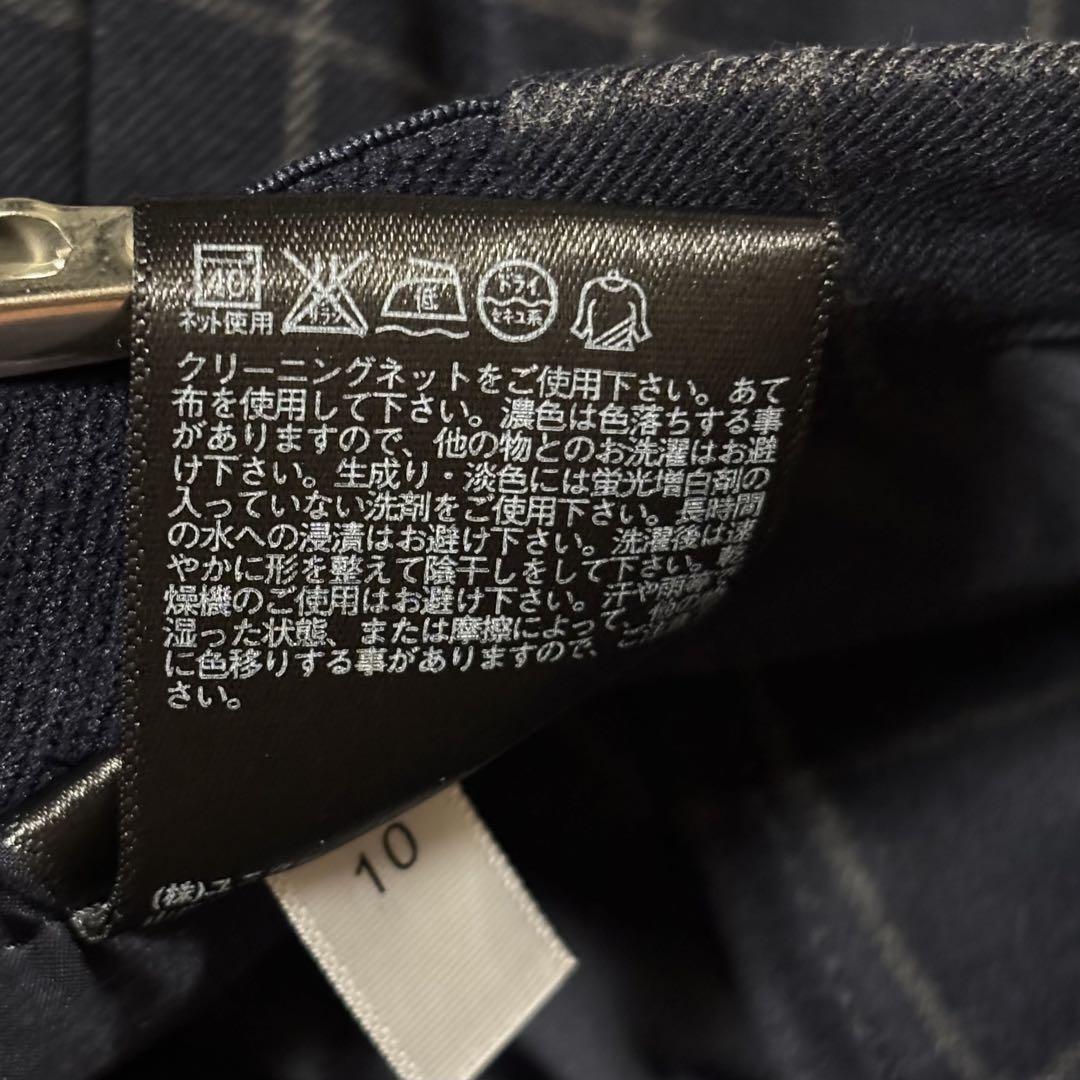 40
ネット使用
低
ドライ
セキユ系
クリーニングネットをご使用下さい。あて
布を使用して下さい。濃色は色落ちする事
がありますので、他の物とのお洗濯はお避
け下さい。生成り・淡色には蛍光増白剤の
入っていない洗剤をご使用下さい。長時間
の水への浸漬はお避け下さい。洗濯後は速
やかに形を整えて陰干しをして下さい。
燥機のご使用はお避け下さい。汗や雨等
湿った状態、または摩擦によって、他の
に色移りする事がありますので、ご
さい。
(株)ス
10